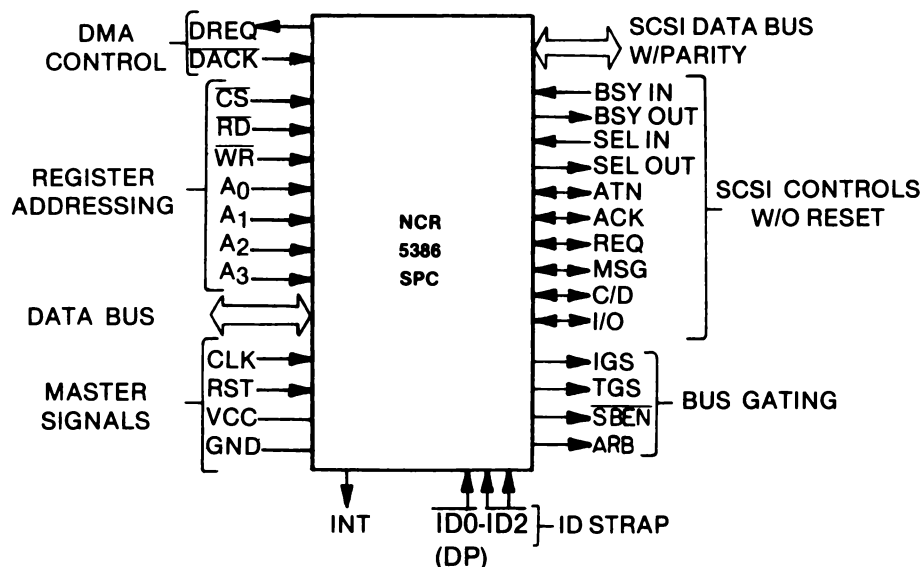 DMA
CONTROL
DREQ
DACK
REGISTER
ADDRESSING
CS
RD
WR
A0
A1
A2
A3
DATA BUS
MASTER
SIGNALS
CLK
RST
VCC
GND
NCR
5386
SPC
SCSI DATA BUS
W/PARITY
BSY IN
BSY OUT
SEL IN
SEL OUT
ATN
ACK
REQ
MSG
C/D
I/O
SCSI CONTROLS
W/O RESET
IGS
TGS
SBEN
ARB
BUS GATING
INT
ID0-ID2
(DP)
ID STRAP